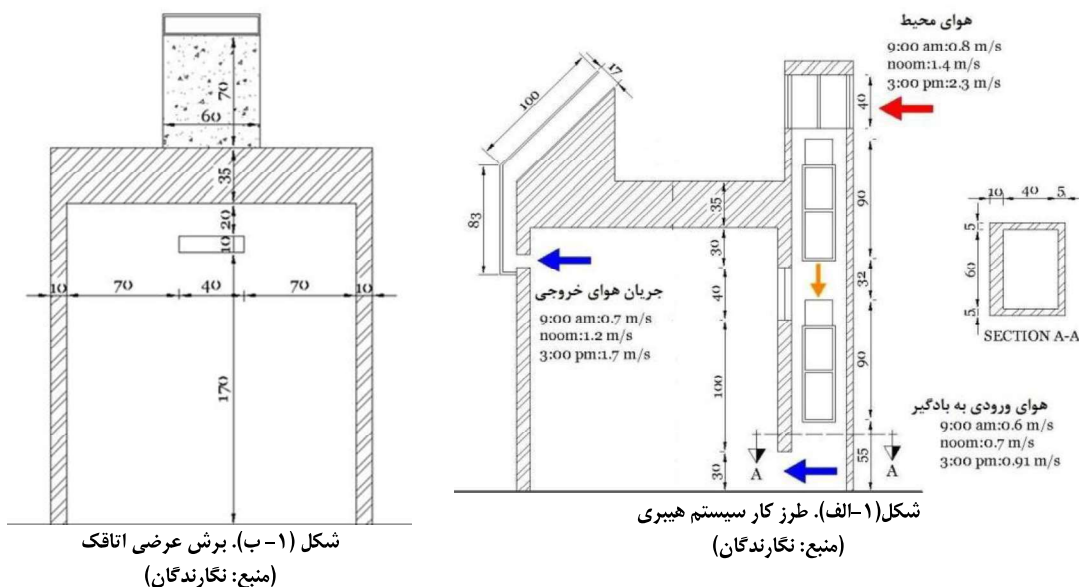 70
60
35
20
10
10
70
40
70
10
170
شکل (۱- ب). برش عرضی اتاقک
(منبع: نگارندگان)
هوای محیط
9:00 am:0.8 m/s
noom:1.4 m/s
3:00 pm:2.3 m/s
100
17
40
83
35
30
90
جریان هوای خروجی
9:00 am:0.7 m/s
noom:1.2 m/s
3:00 pm:1.7 m/s
40
32
100
90
30
55
A
A
10
40
5
5
60
5
SECTION A-A
هوای ورودی به بادگیر
9:00 am:0.6 m/s
noom:0.7 m/s
3:00 pm:0.91 m/s
شکل(۱-الف). طرز کار سیستم هیبری
(منبع: نگارندگان)